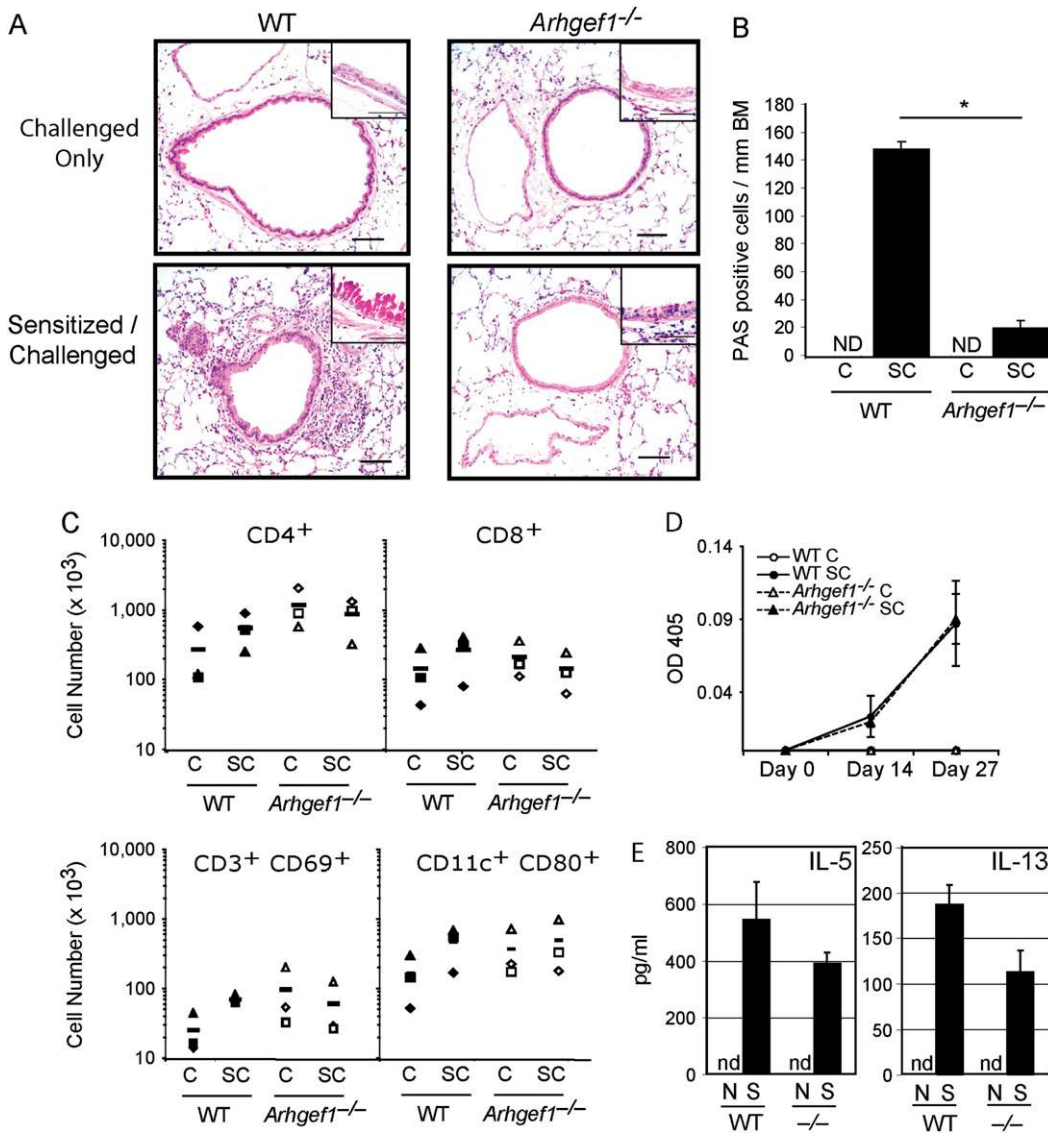 A
WT
Arhgef1–/–
Challenged
Only
Sensitized /
Challenged
B
PAS positive cells / mm BM
180
160
140
120
100
80
60
40
20
0
*
ND
ND
C SC C SC
WT Arhgef1–/–
C
Cell Number (x 10³)
10,000
1,000
100
10
CD4+
CD8+
C SC C SC C SC C SC
WT Arhgef1–/– WT Arhgef1–/–
Cell Number (x 10³)
10,000
1,000
100
10
CD3+ CD69+
CD11c+ CD80+
C SC C SC C SC C SC
WT Arhgef1–/– WT Arhgef1–/–
D
OD 405
0.14
0.09
0.04
WT C
WT SC
Arhgef1–/– C
Arhgef1–/– SC
Day 0 Day 14 Day 27
E
pg/ml
800
600
400
200
0
IL-5
nd nd
N S N S
WT –/–
250
200
150
100
50
0
IL-13
nd nd
N S N S
WT –/–